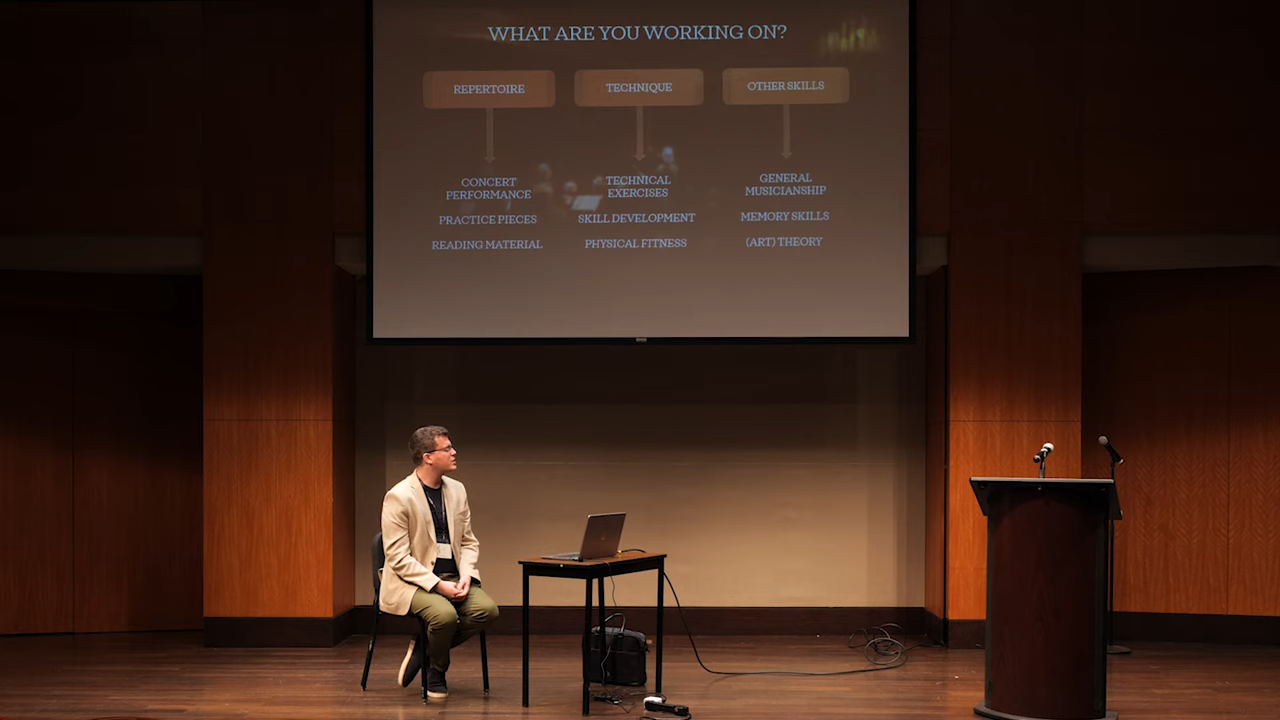 WHAT ARE YOU WORKING ON?
REPERTOIRE
TECHNIQUE
OTHER SKILLS
CONCERT
PERFORMANCE
PRACTICE PIECES
READING MATERIAL
TECHNICAL
EXERCISES
SKILL DEVELOPMENT
PHYSICAL FITNESS
GENERAL
MUSICIANSHIP
MEMORY SKILLS
(ART) THEORY